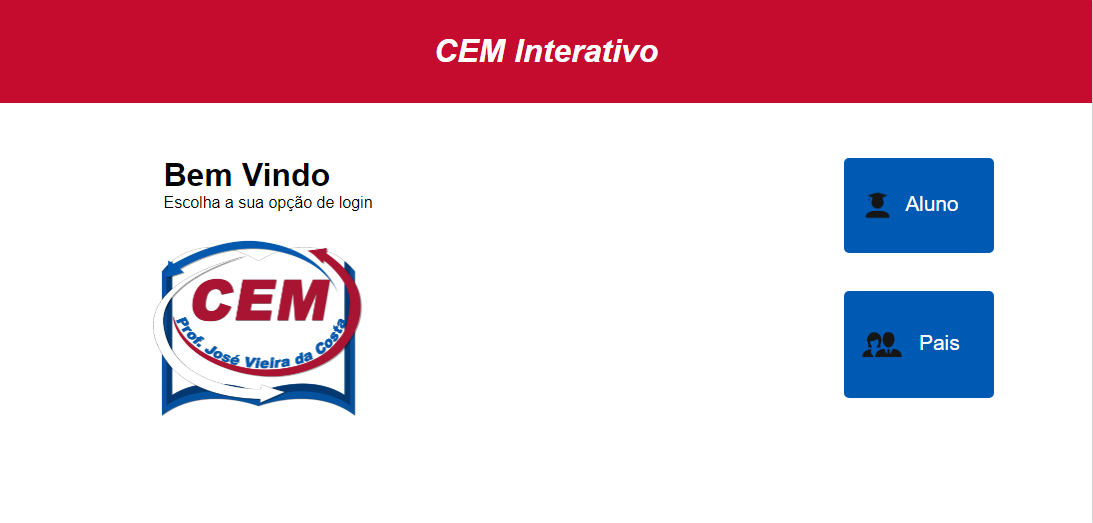 CEM Interativo
Bem Vindo
Escolha a sua opção de login
CEM
Prof. José Vieira da Costa
Aluno
Pais